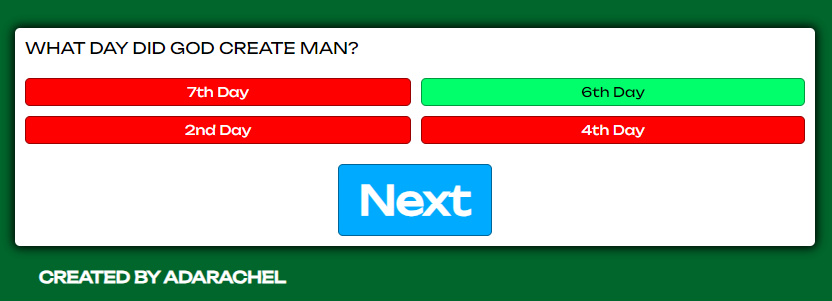 WHAT DAY DID GOD CREATE MAN?
7th Day
6th Day
2nd Day
4th Day
Next
CREATED BY ADARACHEL